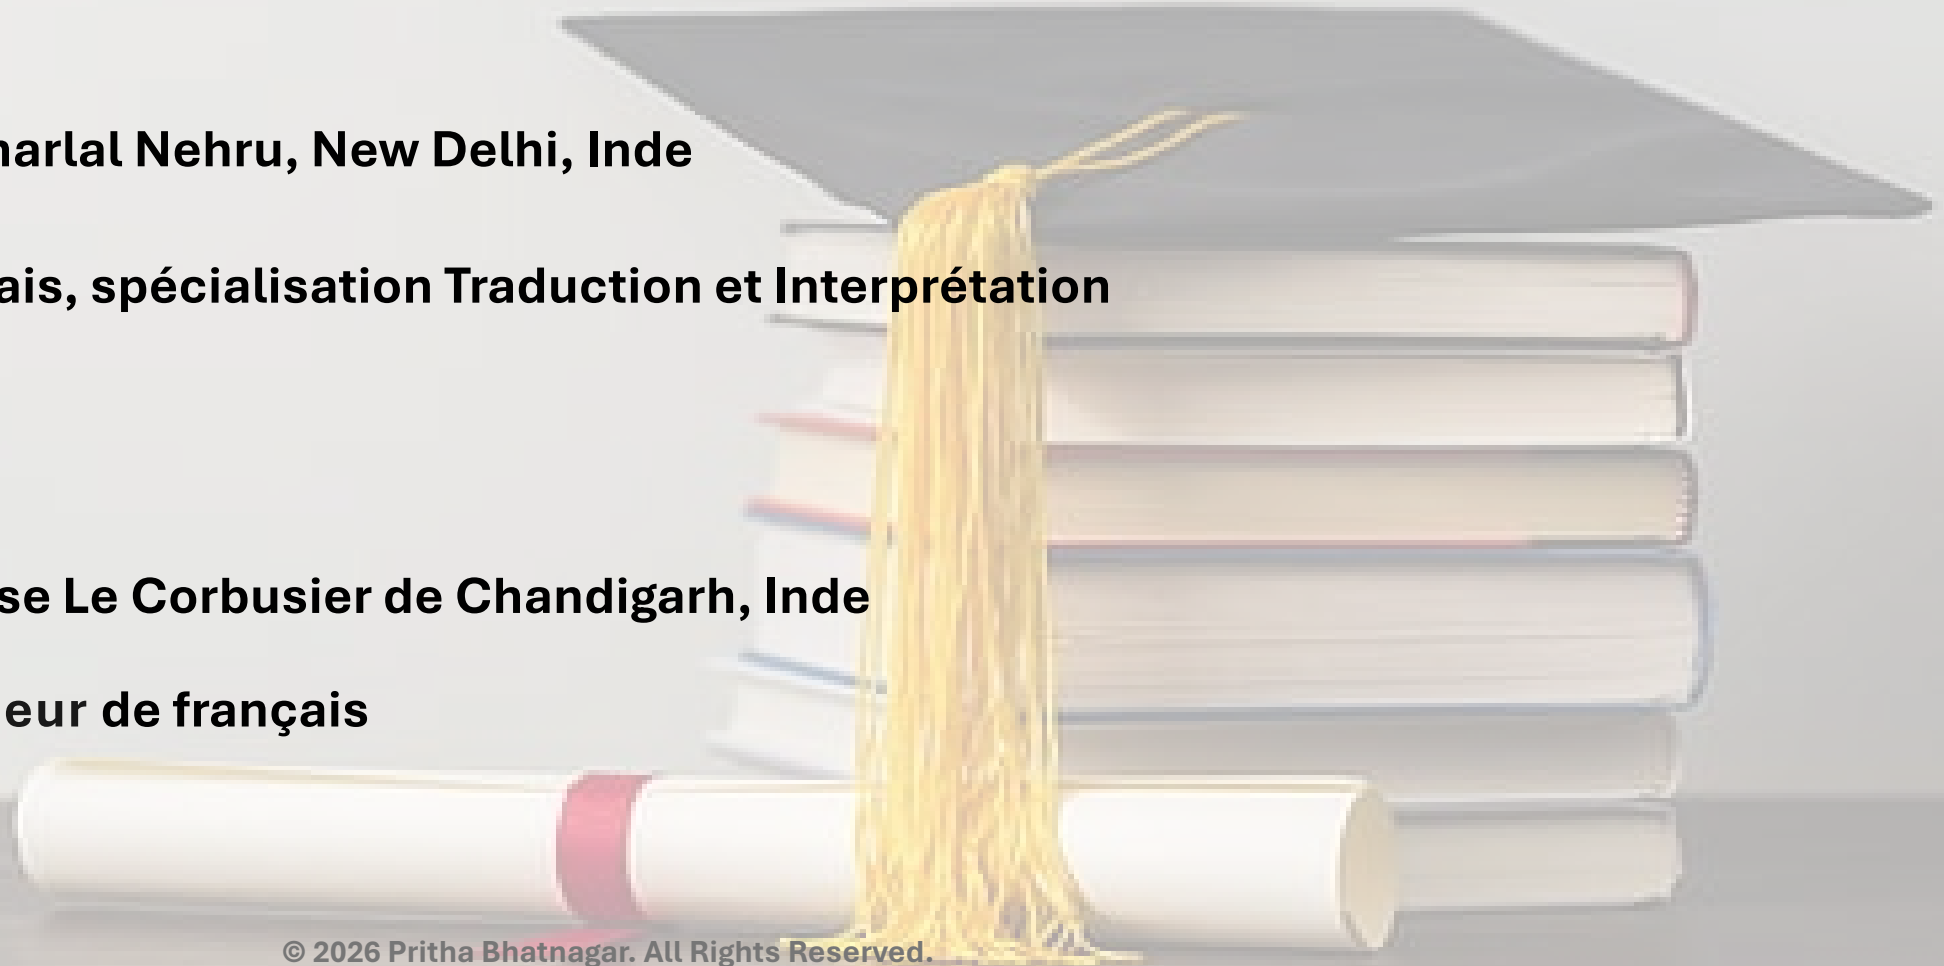 harlal Nehru, New Delhi, Inde
ais, spécialisation Traduction et Interprétation
se Le Corbusier de Chandigarh, Inde
eur de français
© 2026 Pritha Bhatnagar. All Rights Reserved.